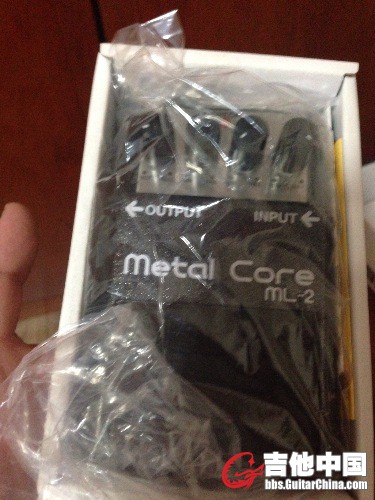 ←OUTPUT INPUT←
Metal Core
ML-2
吉他中国
bbs.GuitarChina.com